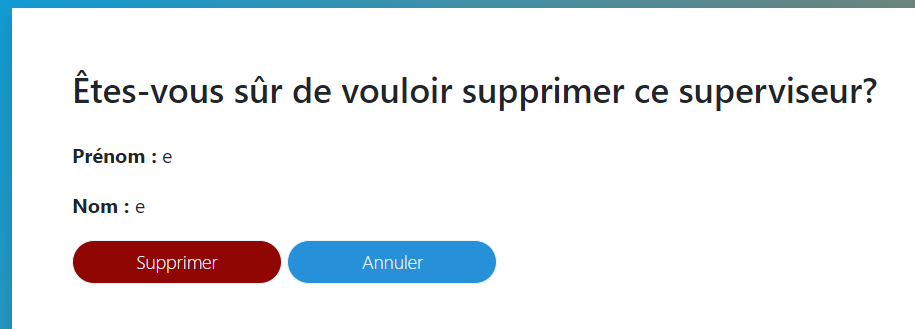 Êtes-vous sûr de vouloir supprimer ce superviseur?
Prénom : e
Nom : e
Supprimer Annuler